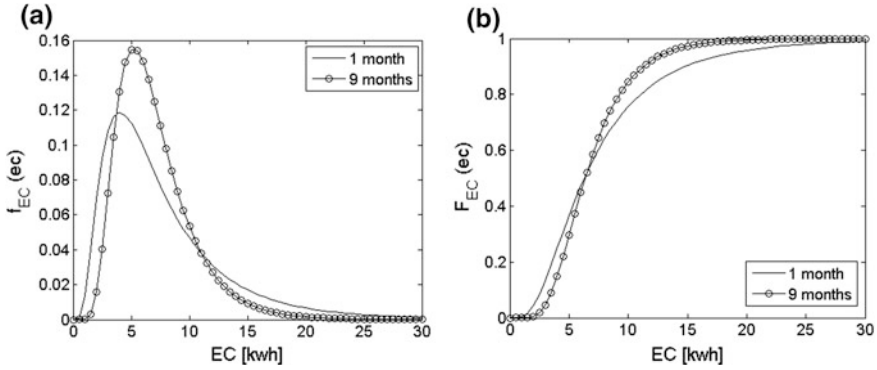 (a)
0.16
0.14
0.12
0.1
0.08
0.06
0.04
0.02
0
f_EC (ec)
0 5 10 15 20 25 30
EC [kwh]
1 month
9 months
(b)
1
0.8
0.6
0.4
0.2
0
F_EC (ec)
0 5 10 15 20 25 30
EC [kwh]
1 month
9 months